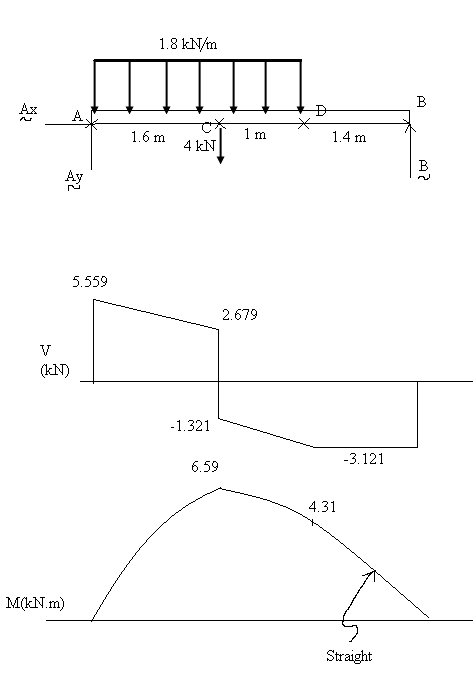 1.8 kN/m
Ax
A
B
D
1.6 m
C
1 m
1.4 m
4 kN
Ay
B
5.559
2.679
V
(kN)
-1.321
-3.121
6.59
4.31
M(kN.m)
Straight